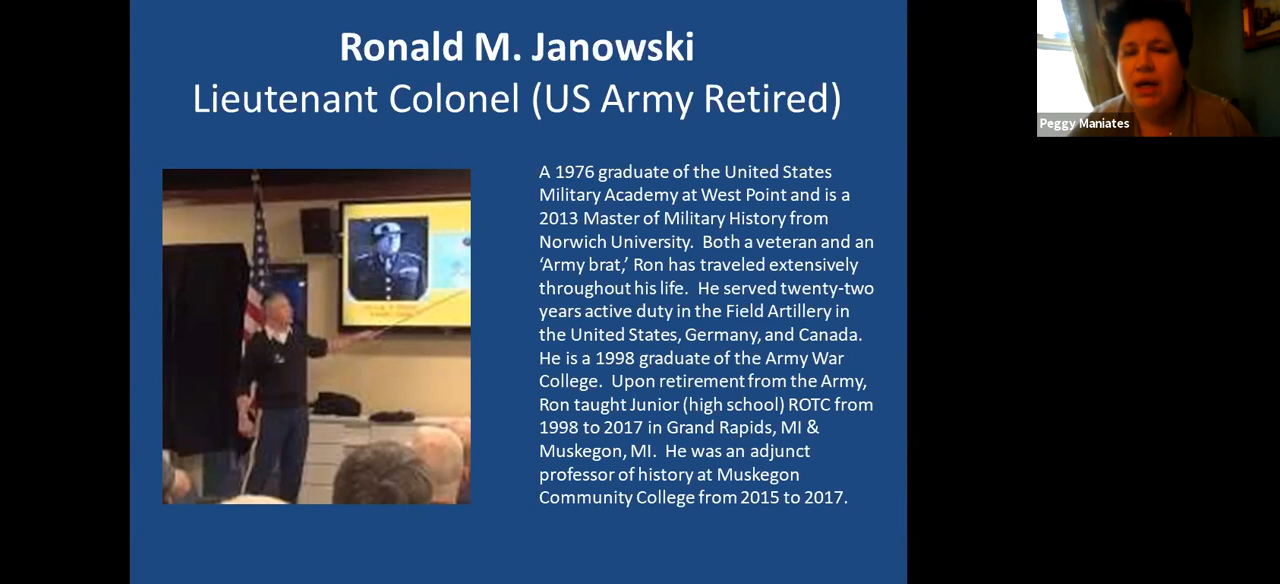 Ronald M. Janowski
Lieutenant Colonel (US Army Retired)
A 1976 graduate of the United States
Military Academy at West Point and is a
2013 Master of Military History from
Norwich University.  Both a veteran and an
‘Army brat,’ Ron has traveled extensively
throughout his life.  He served twenty-two
years active duty in the Field Artillery in
the United States, Germany, and Canada.
He is a 1998 graduate of the Army War
College.  Upon retirement from the Army,
Ron taught Junior (high school) ROTC from
1998 to 2017 in Grand Rapids, MI &
Muskegon, MI.  He was an adjunct
professor of history at Muskegon
Community College from 2015 to 2017.
Peggy Maniates